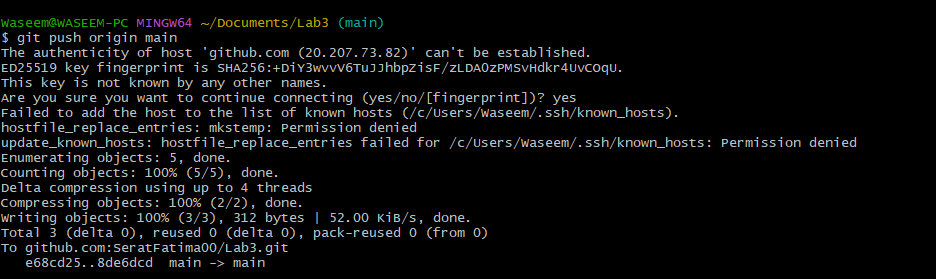 Waseem@WASEEM-PC MINGW64 ~/Documents/Lab3 (main)
$ git push origin main
The authenticity of host 'github.com (20.207.73.82)' can't be established.
ED25519 key fingerprint is SHA256:+DiY3wvvV6TuJJhbpZisF/zLDA0zPMSvHdkr4UvCOqU.
This key is not known by any other names.
Are you sure you want to continue connecting (yes/no/[fingerprint])? yes
Failed to add the host to the list of known hosts (/c/Users/Waseem/.ssh/known_hosts).
hostfile_replace_entries: mkstemp: Permission denied
update_known_hosts: hostfile_replace_entries failed for /c/Users/Waseem/.ssh/known_hosts: Permission denied
Enumerating objects: 5, done.
Counting objects: 100% (5/5), done.
Delta compression using up to 4 threads
Compressing objects: 100% (2/2), done.
Writing objects: 100% (3/3), 312 bytes | 52.00 KiB/s, done.
Total 3 (delta 0), reused 0 (delta 0), pack-reused 0 (from 0)
To github.com:SeratFatima00/Lab3.git
   e68cd25..8de6dcd  main -> main